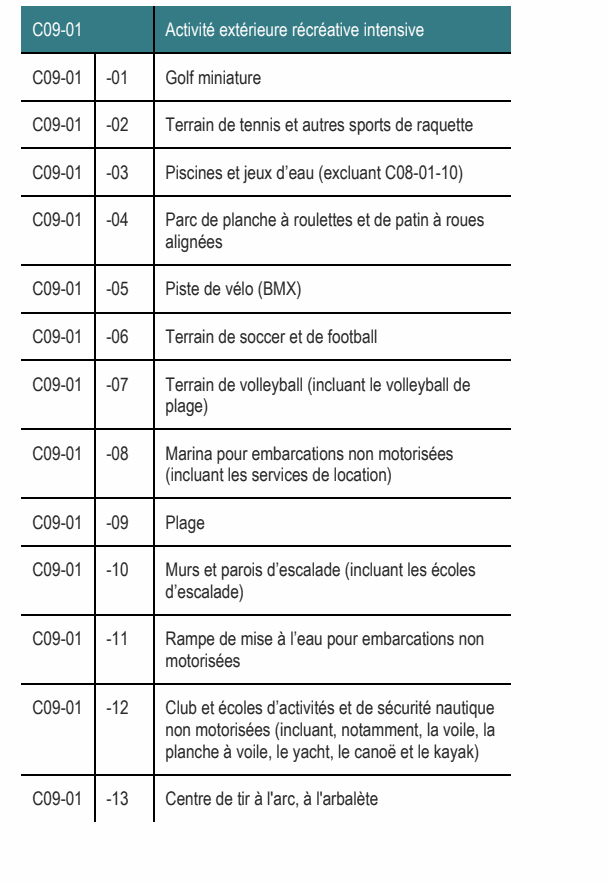 C09-01 Activité extérieure récréative intensive
C09-01 -01 Golf miniature
C09-01 -02 Terrain de tennis et autres sports de raquette
C09-01 -03 Piscines et jeux d’eau (excluant C08-01-10)
C09-01 -04 Parc de planche à roulettes et de patin à roues
alignées
C09-01 -05 Piste de vélo (BMX)
C09-01 -06 Terrain de soccer et de football
C09-01 -07 Terrain de volleyball (incluant le volleyball de
plage)
C09-01 -08 Marina pour embarcations non motorisées
(incluant les services de location)
C09-01 -09 Plage
C09-01 -10 Murs et parois d’escalade (incluant les écoles
d’escalade)
C09-01 -11 Rampe de mise à l’eau pour embarcations non
motorisées
C09-01 -12 Club et écoles d’activités et de sécurité nautique
non motorisées (incluant, notamment, la voile, la
planche à voile, le yacht, le canoë et le kayak)
C09-01 -13 Centre de tir à l'arc, à l'arbalète